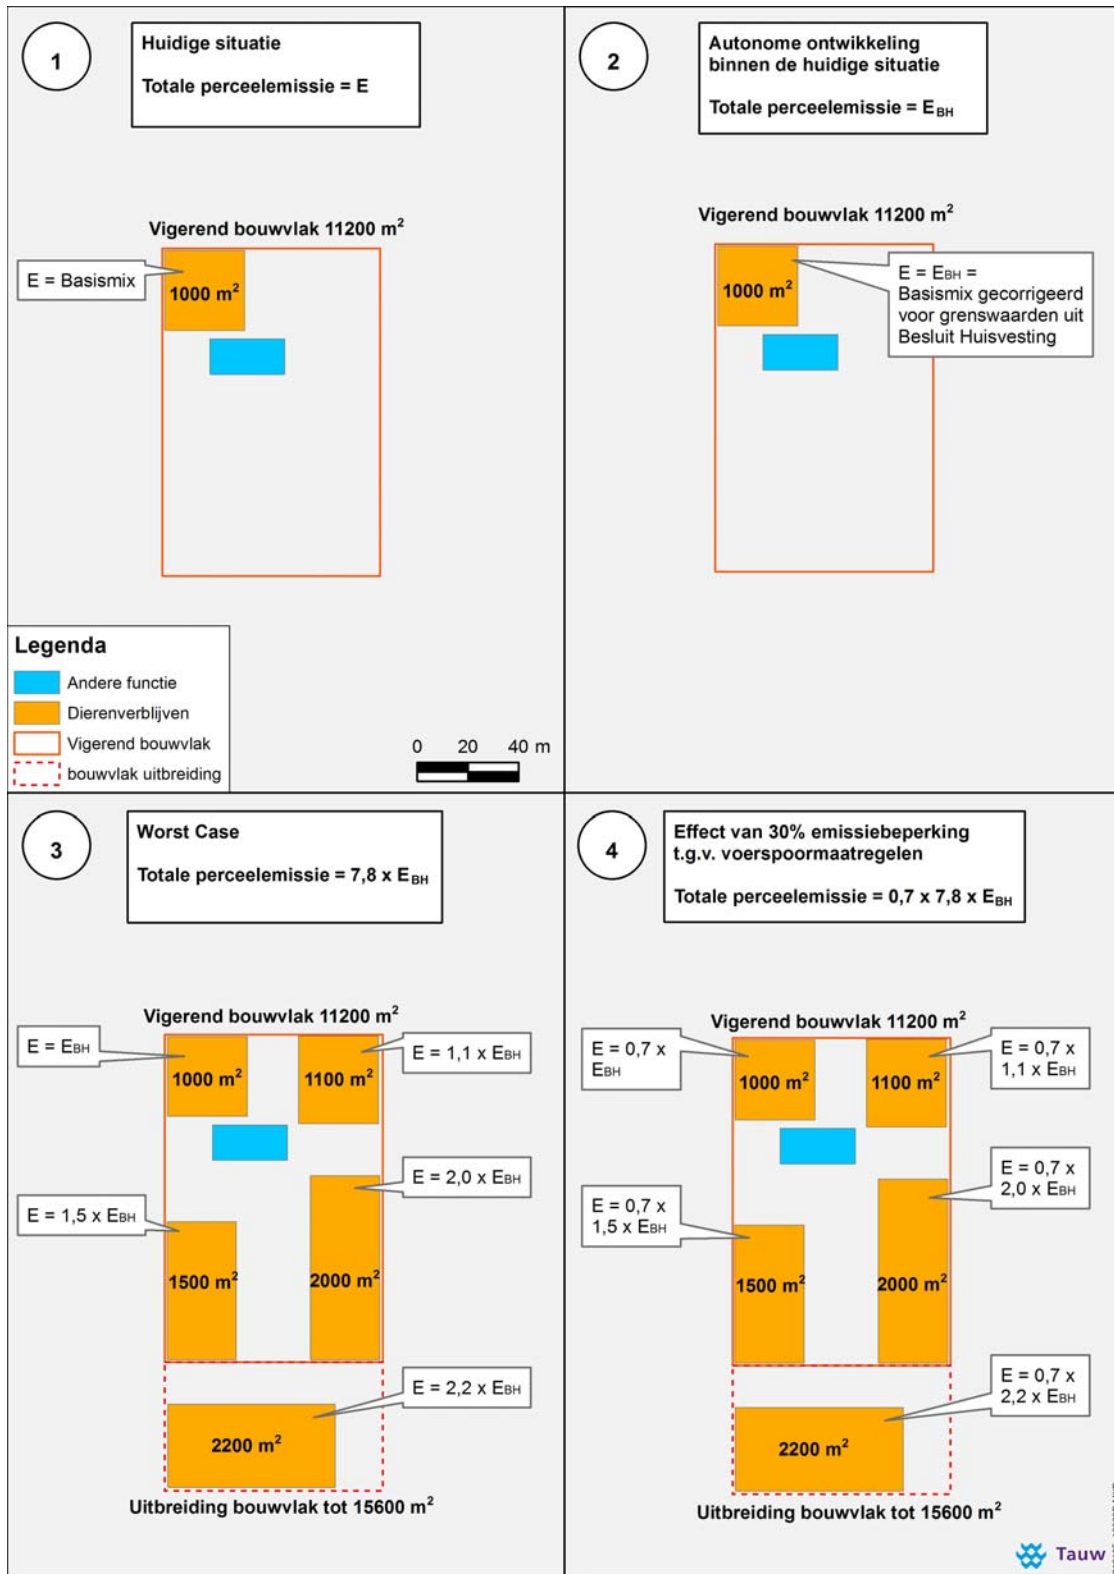 1
Huidige situatie
Totale perceelemissie = E
Vigerend bouwvlak 11200 m²
E = Basismix
1000 m²
Legenda
Andere functie
Dierenverblijven
Vigerend bouwvlak
bouwvlak uitbreiding
0 20 40 m
2
Autonome ontwikkeling
binnen de huidige situatie
Totale perceelemissie = EBH
Vigerend bouwvlak 11200 m²
1000 m²
E = EBH =
Basismix gecorrigeerd
voor grenswaarden uit
Besluit Huisvesting
3
Worst Case
Totale perceelemissie = 7,8 x EBH
Vigerend bouwvlak 11200 m²
E = EBH
1000 m²
1100 m²
E = 1,1 x EBH
E = 2,0 x EBH
E = 1,5 x EBH
1500 m²
2000 m²
E = 2,2 x EBH
2200 m²
Uitbreiding bouwvlak tot 15600 m²
4
Effect van 30% emissiebeperking
t.g.v. voerspoormaatregelen
Totale perceelemissie = 0,7 x 7,8 x EBH
Vigerend bouwvlak 11200 m²
E = 0,7 x
EBH
1000 m²
1100 m²
E = 0,7 x
1,1 x EBH
E = 0,7 x
2,0 x EBH
E = 0,7 x
1,5 x EBH
1500 m²
2000 m²
E = 0,7 x
2,2 x EBH
2200 m²
Uitbreiding bouwvlak tot 15600 m²
Tauw